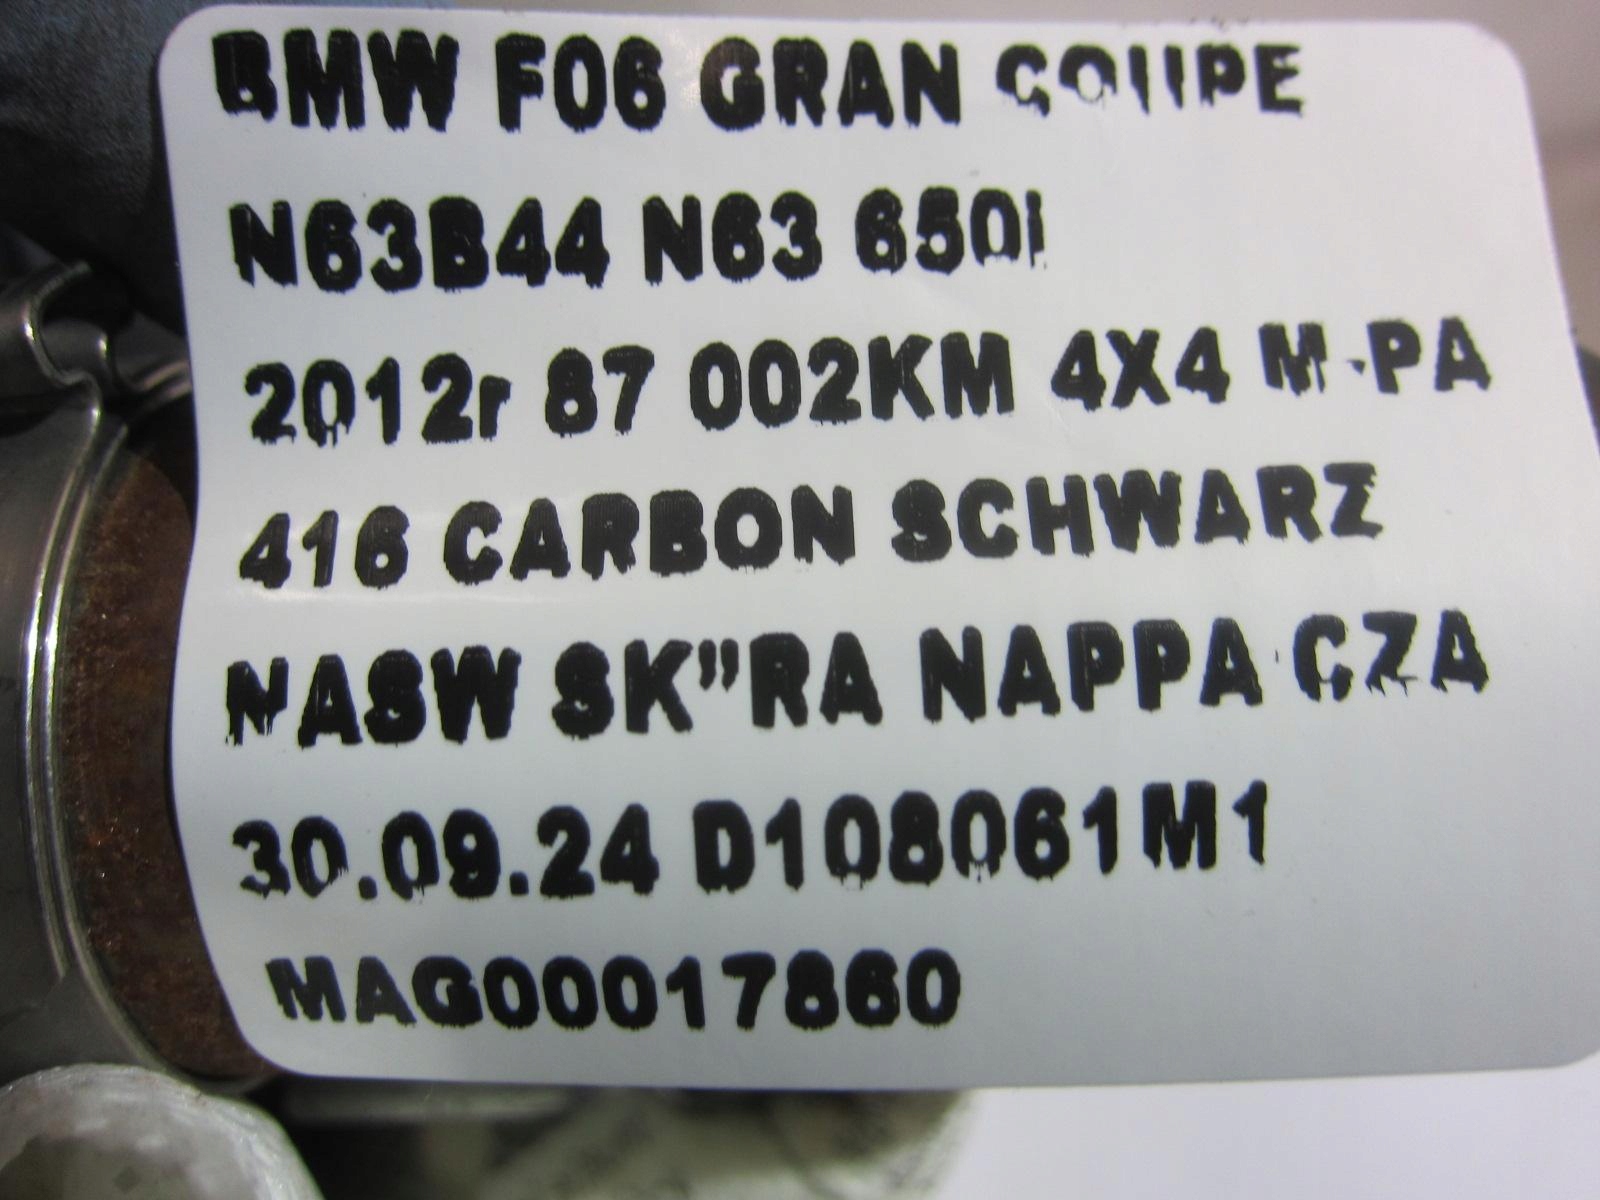 BMW F06 GRAN COUPE
N63B44 N63 650I
2012r 87 002KM 4X4 M-PA
416 CARBON SCHWARZ
NASW SK"RA NAPPA CZA
30.09.24 D108061M1
MAG00017860